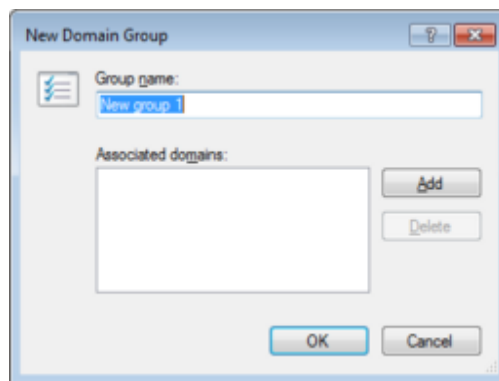 New Domain Group
Group name:
New group 1
Associated domains:
Add
Delete
OK
Cancel